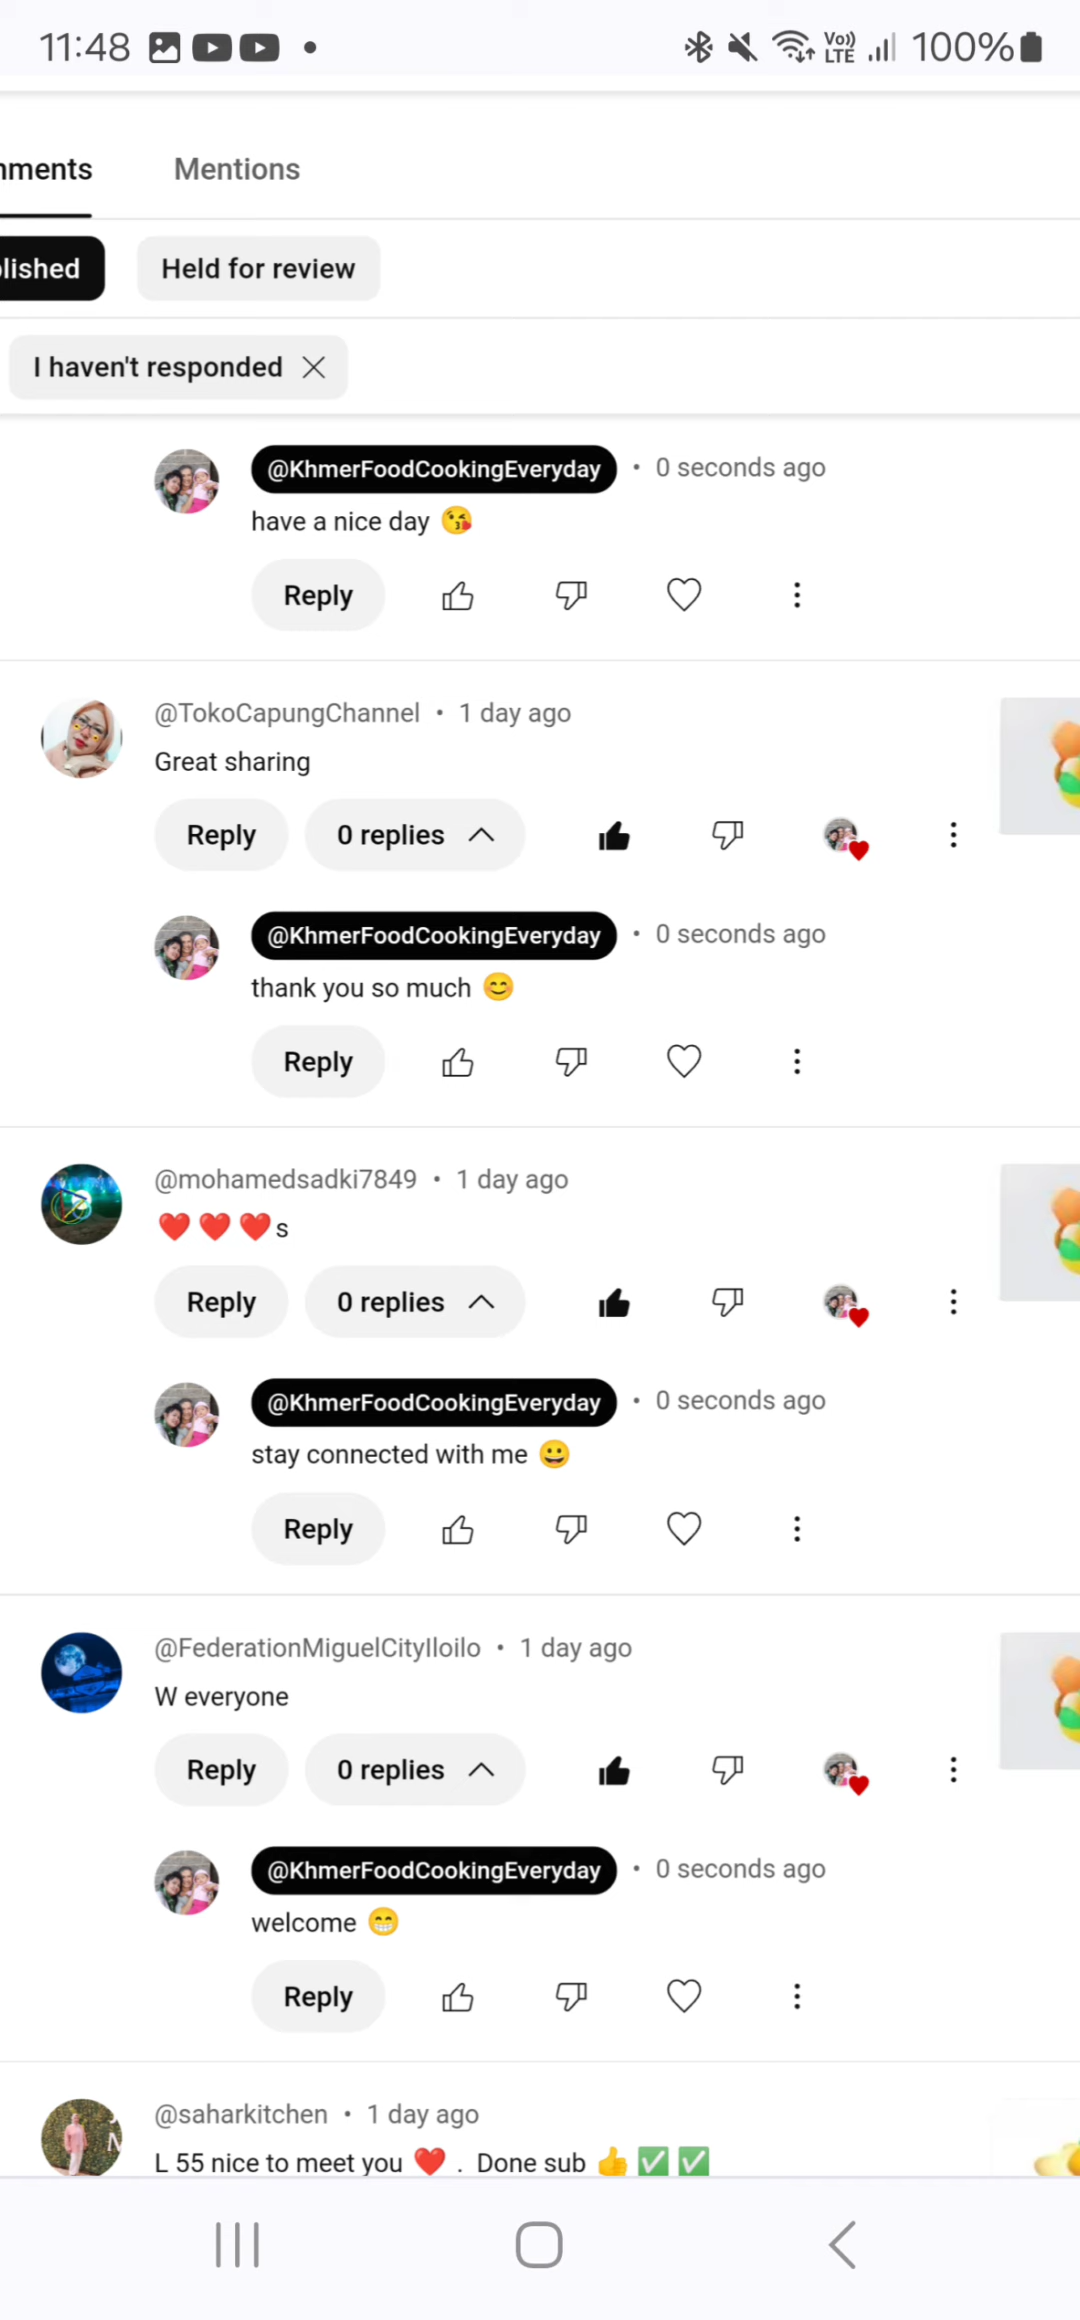 11:48 Vo)) LTE 100%
mments Mentions
lished Held for review
I haven't responded
@KhmerFoodCookingEveryday • 0 seconds ago
have a nice day 😘
Reply
@TokoCapungChannel • 1 day ago
Great sharing
Reply 0 replies
@KhmerFoodCookingEveryday • 0 seconds ago
thank you so much 😊
Reply
@mohamedsadki7849 • 1 day ago
❤️❤️❤️s
Reply 0 replies
@KhmerFoodCookingEveryday • 0 seconds ago
stay connected with me 😀
Reply
@FederationMiguelCityIloilo • 1 day ago
W everyone
Reply 0 replies
@KhmerFoodCookingEveryday • 0 seconds ago
welcome 😁
Reply
@saharkitchen • 1 day ago
L 55 nice to meet you ❤️ . Done sub 👍✅✅